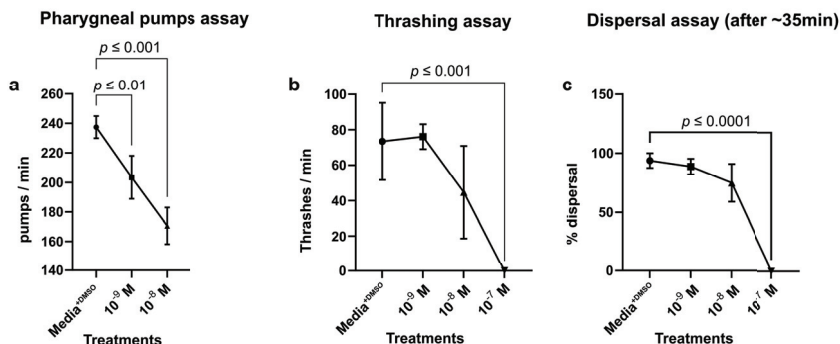 Pharygneal pumps assay
Thrashing assay
Dispersal assay (after ~35min)
a
p ≤ 0.001
p ≤ 0.01
260
240
220
200
180
160
140
pumps / min
Media+DMSO
10-9 M
10-8 M
Treatments
b
p ≤ 0.001
100
80
60
40
20
0
Thrashes / min
Media+DMSO
10-9 M
10-8 M
10-7 M
Treatments
c
p ≤ 0.0001
150
100
50
0
% dispersal
Media+DMSO
10-9 M
10-8 M
10-7 M
Treatments